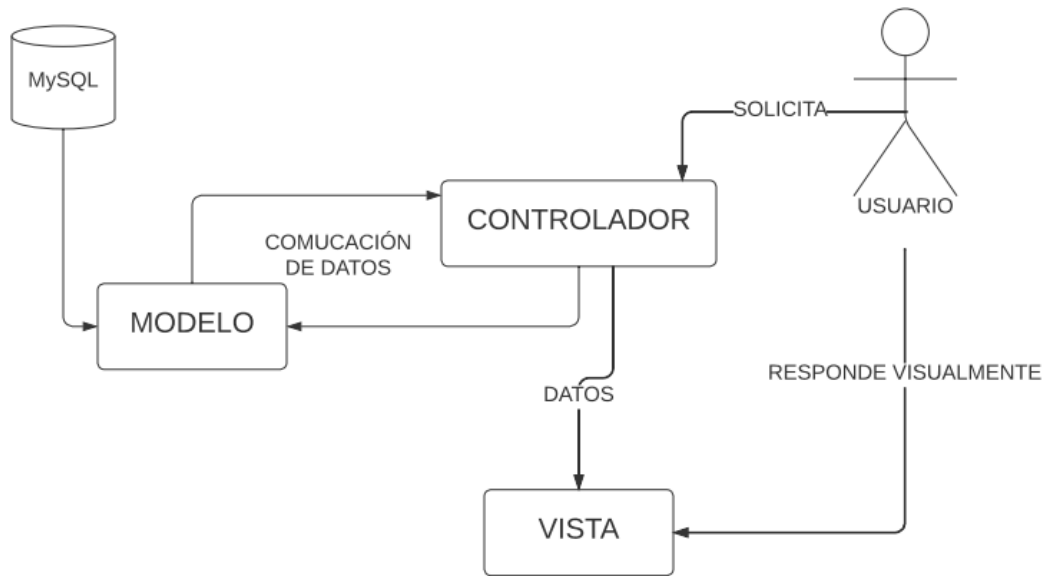 MySQL
SOLICITA
USUARIO
CONTROLADOR
COMUCACIÓN
DE DATOS
MODELO
RESPONDE VISUALMENTE
DATOS
VISTA